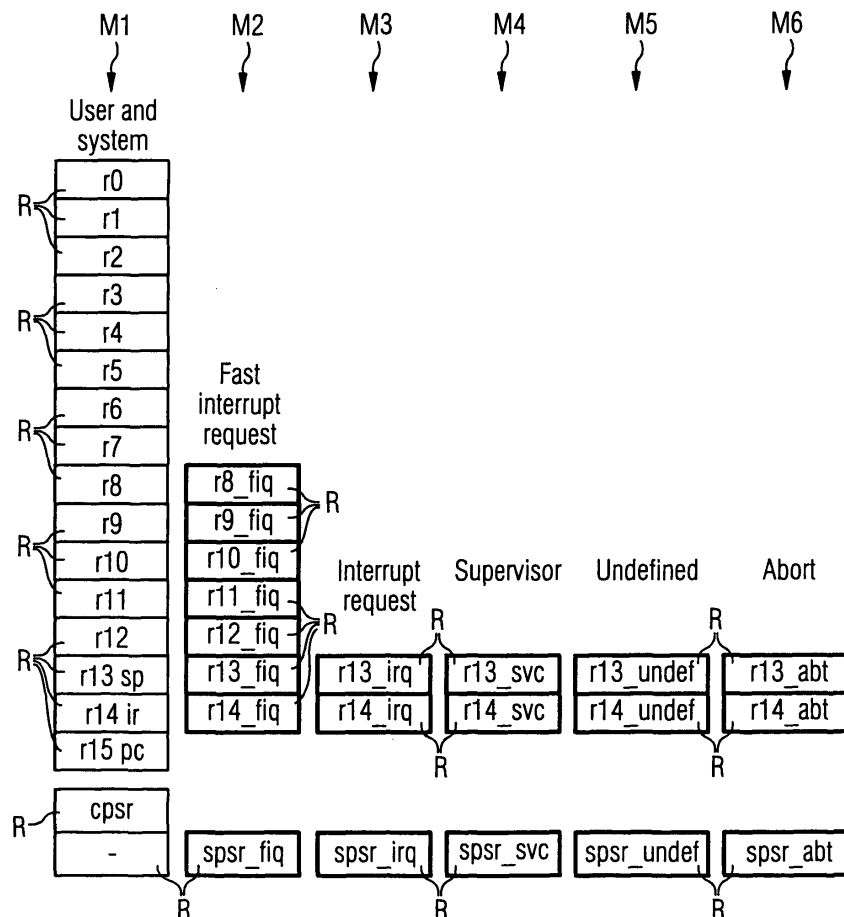 M1 M2 M3 M4 M5 M6
User and
system
r0
R
r1
r2
r3
R
r4
r5
Fast
interrupt
request
r6
R
r7
r8 r8_fiq
R
r9 r9_fiq
R
r10 r10_fiq
Interrupt
request
Supervisor Undefined Abort
r11 r11_fiq
R R
r12 r12_fiq
R R
r13 sp r13_fiq r13_irq r13_svc r13_undef r13_abt
r14 ir r14_fiq r14_irq r14_svc r14_undef r14_abt
r15 pc
R R
cpsr
R
- spsr_fiq spsr_irq spsr_svc spsr_undef spsr_abt
R R R